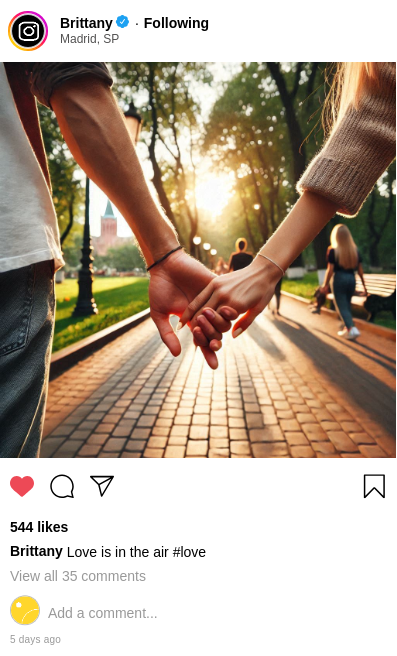 Brittany · Following
Madrid, SP
544 likes
Brittany Love is in the air #love
View all 35 comments
Add a comment...
5 days ago